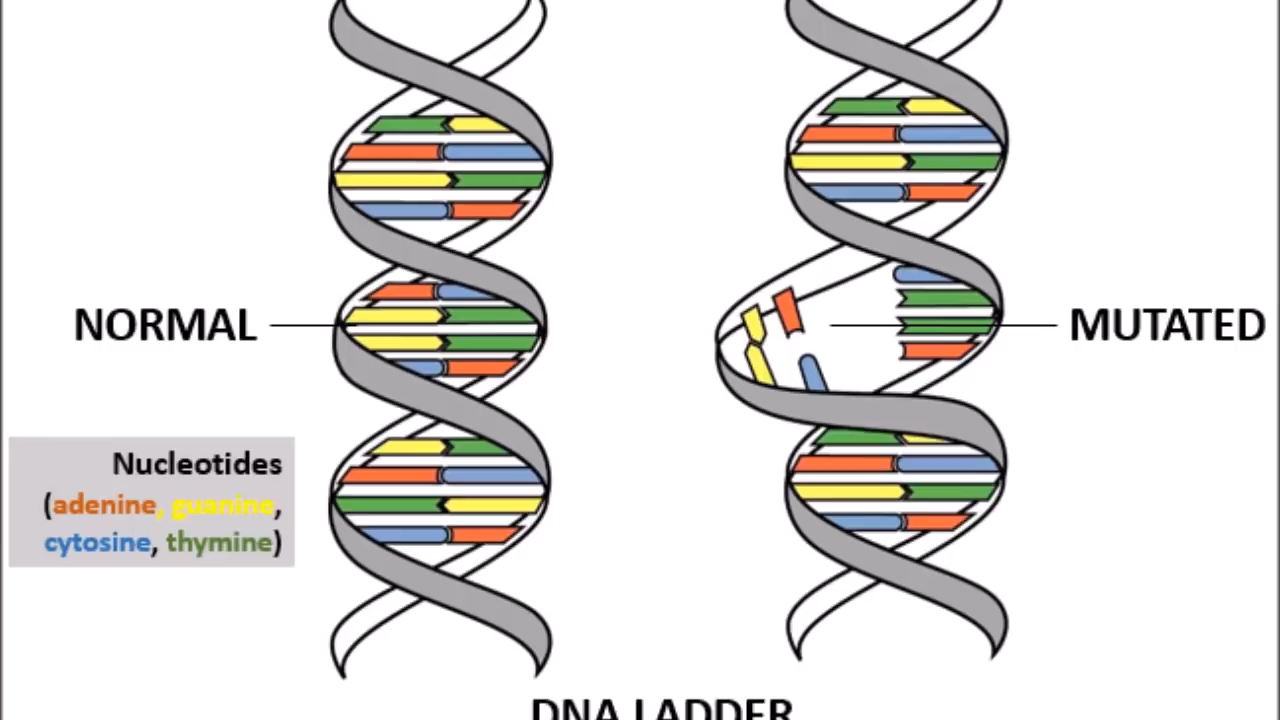 NORMAL
MUTATED
Nucleotides
(adenine, guanine,
cytosine, thymine)
DNA LADDER